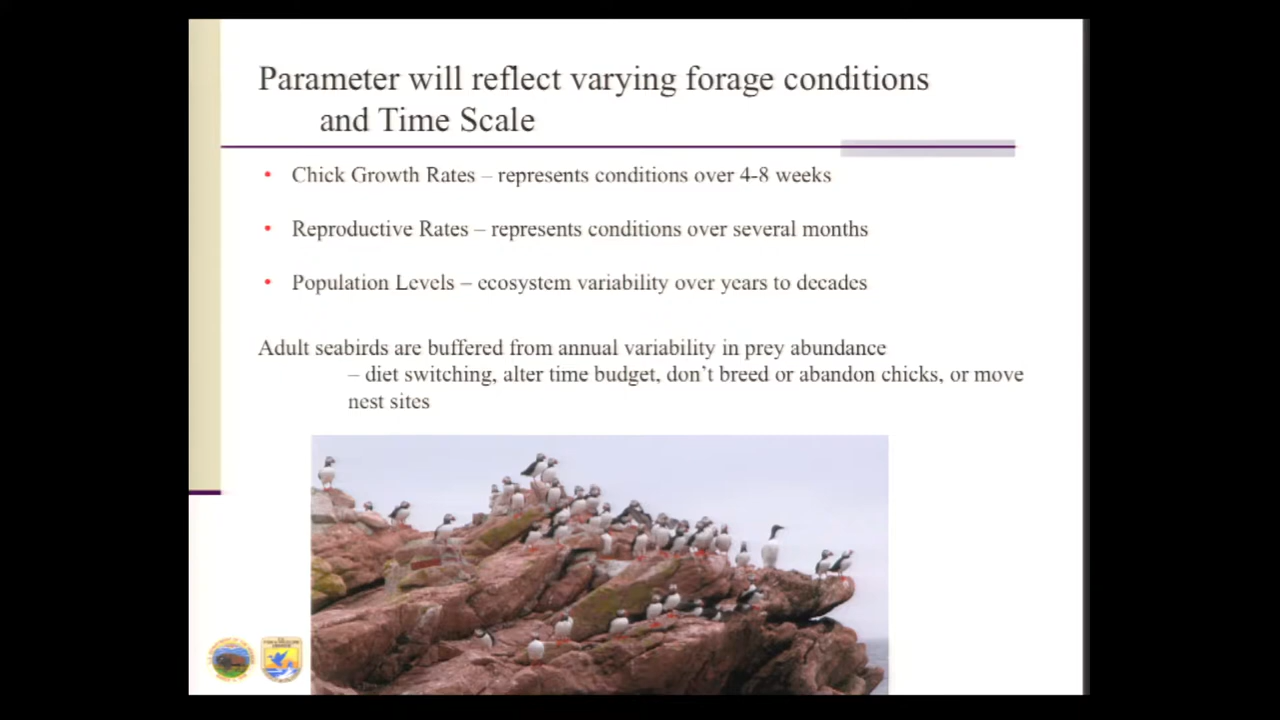 Parameter will reflect varying forage conditions
and Time Scale
• Chick Growth Rates – represents conditions over 4-8 weeks
• Reproductive Rates – represents conditions over several months
• Population Levels – ecosystem variability over years to decades
Adult seabirds are buffered from annual variability in prey abundance
– diet switching, alter time budget, don't breed or abandon chicks, or move
nest sites